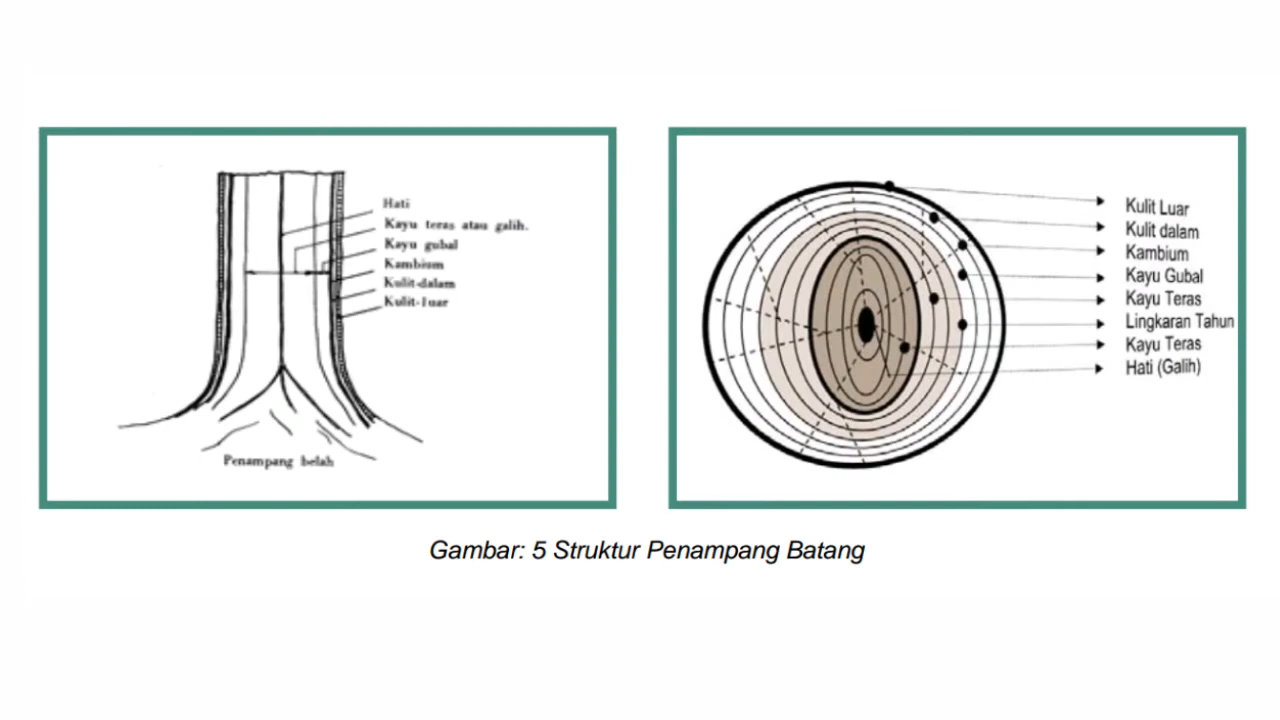 Hati
Kayu teras atau galih.
Kayu gubal
Kambium
Kulit-dalam
Kulit-luar
Penampang belah
Kulit Luar
Kulit dalam
Kambium
Kayu Gubal
Kayu Teras
Lingkaran Tahun
Kayu Teras
Hati (Galih)
Gambar: 5 Struktur Penampang Batang